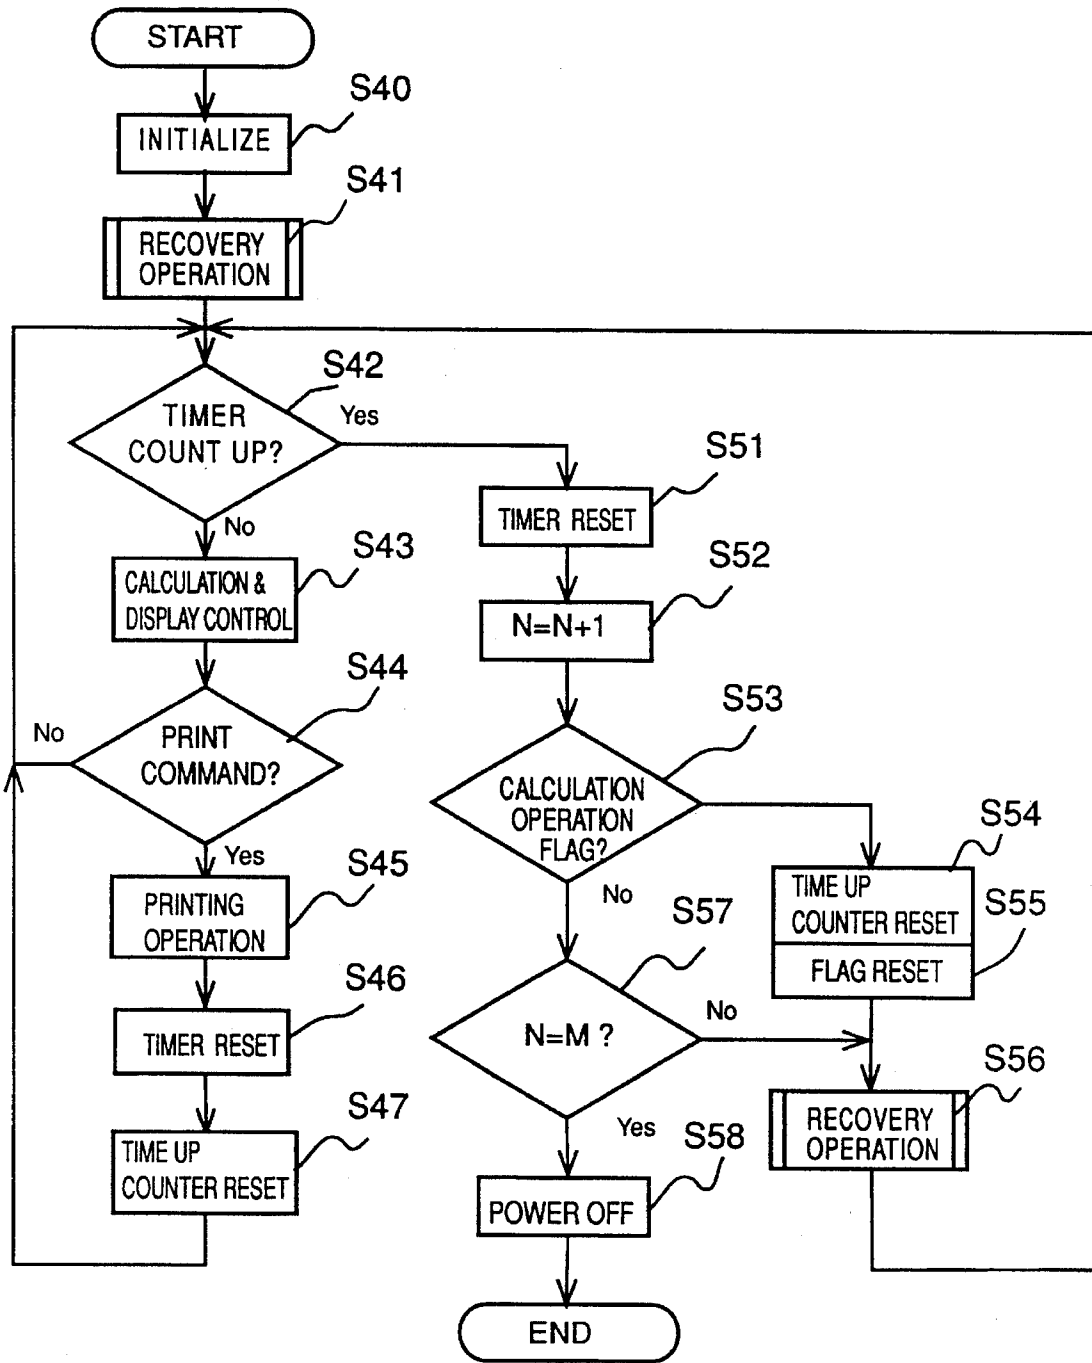 START
S40
INITIALIZE
S41
RECOVERY
OPERATION
S42
TIMER
COUNT UP?
Yes
No
S43
CALCULATION &
DISPLAY CONTROL
S44
PRINT
COMMAND?
No
Yes
S45
PRINTING
OPERATION
S46
TIMER RESET
S47
TIME UP
COUNTER RESET
S51
TIMER RESET
S52
N=N+1
S53
CALCULATION
OPERATION
FLAG?
No
S54
TIME UP
COUNTER RESET
S55
FLAG RESET
S57
N=M ?
No
Yes
S56
RECOVERY
OPERATION
S58
POWER OFF
END